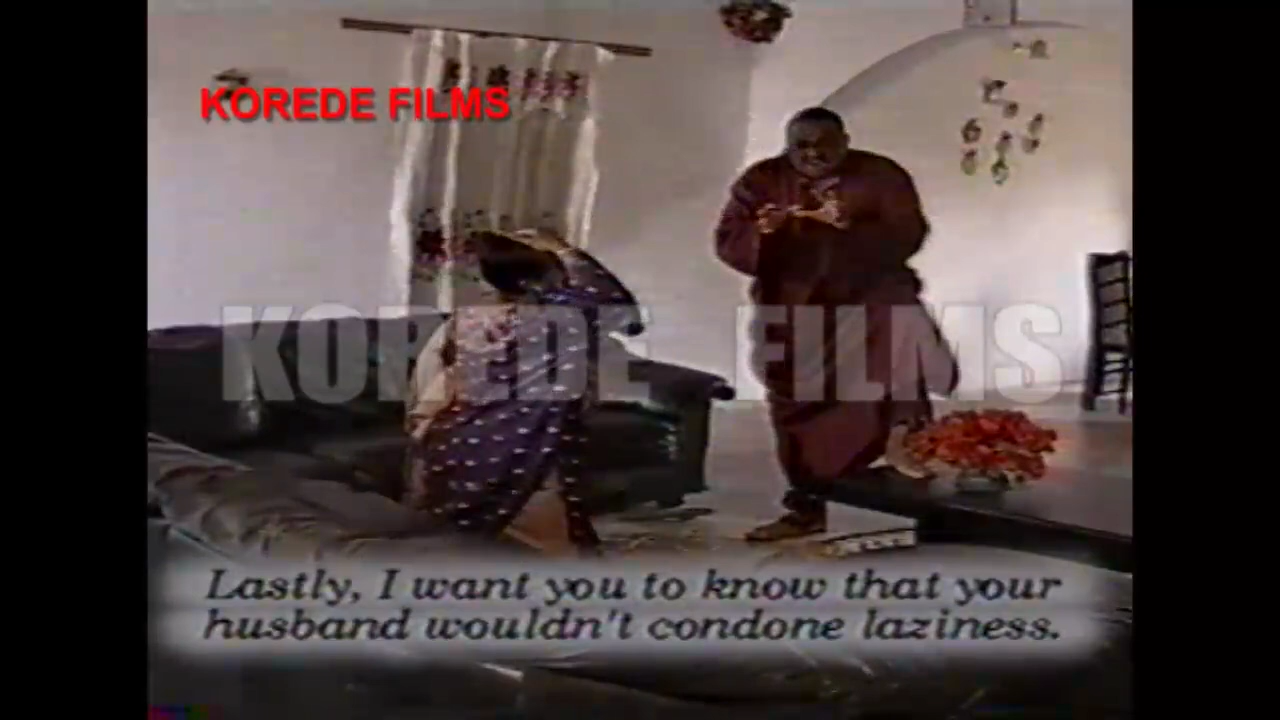 KOREDE FILMS
KOREDE FILMS
Lastly, I want you to know that your
husband wouldn't condone laziness.